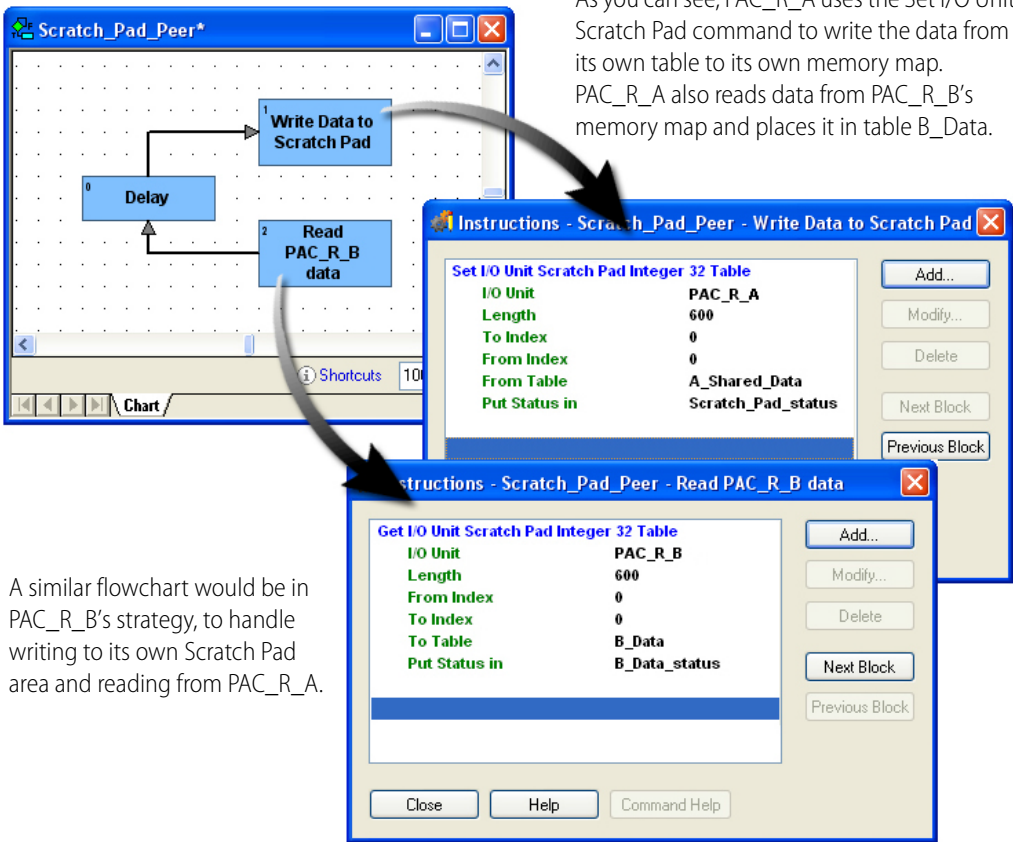 As you can see, PAC_R_A uses the Set I/O Unit
Scratch Pad command to write the data from
its own table to its own memory map.
PAC_R_A also reads data from PAC_R_B's
memory map and places it in table B_Data.
Scratch_Pad_Peer*
1
Write Data to
Scratch Pad
0
Delay
2
Read
PAC_R_B
data
Shortcuts
Chart
Instructions - Scratch_Pad_Peer - Write Data to Scratch Pad
Set I/O Unit Scratch Pad Integer 32 Table
I/O Unit PAC_R_A
Length 600
To Index 0
From Index 0
From Table A_Shared_Data
Put Status in Scratch_Pad_status
Add...
Modify...
Delete
Next Block
Previous Block
structions - Scratch_Pad_Peer - Read PAC_R_B data
Get I/O Unit Scratch Pad Integer 32 Table
I/O Unit PAC_R_B
Length 600
From Index 0
To Index 0
To Table B_Data
Put Status in B_Data_status
Add...
Modify...
Delete
Next Block
Previous Block
Close Help Command Help
A similar flowchart would be in
PAC_R_B's strategy, to handle
writing to its own Scratch Pad
area and reading from PAC_R_A.